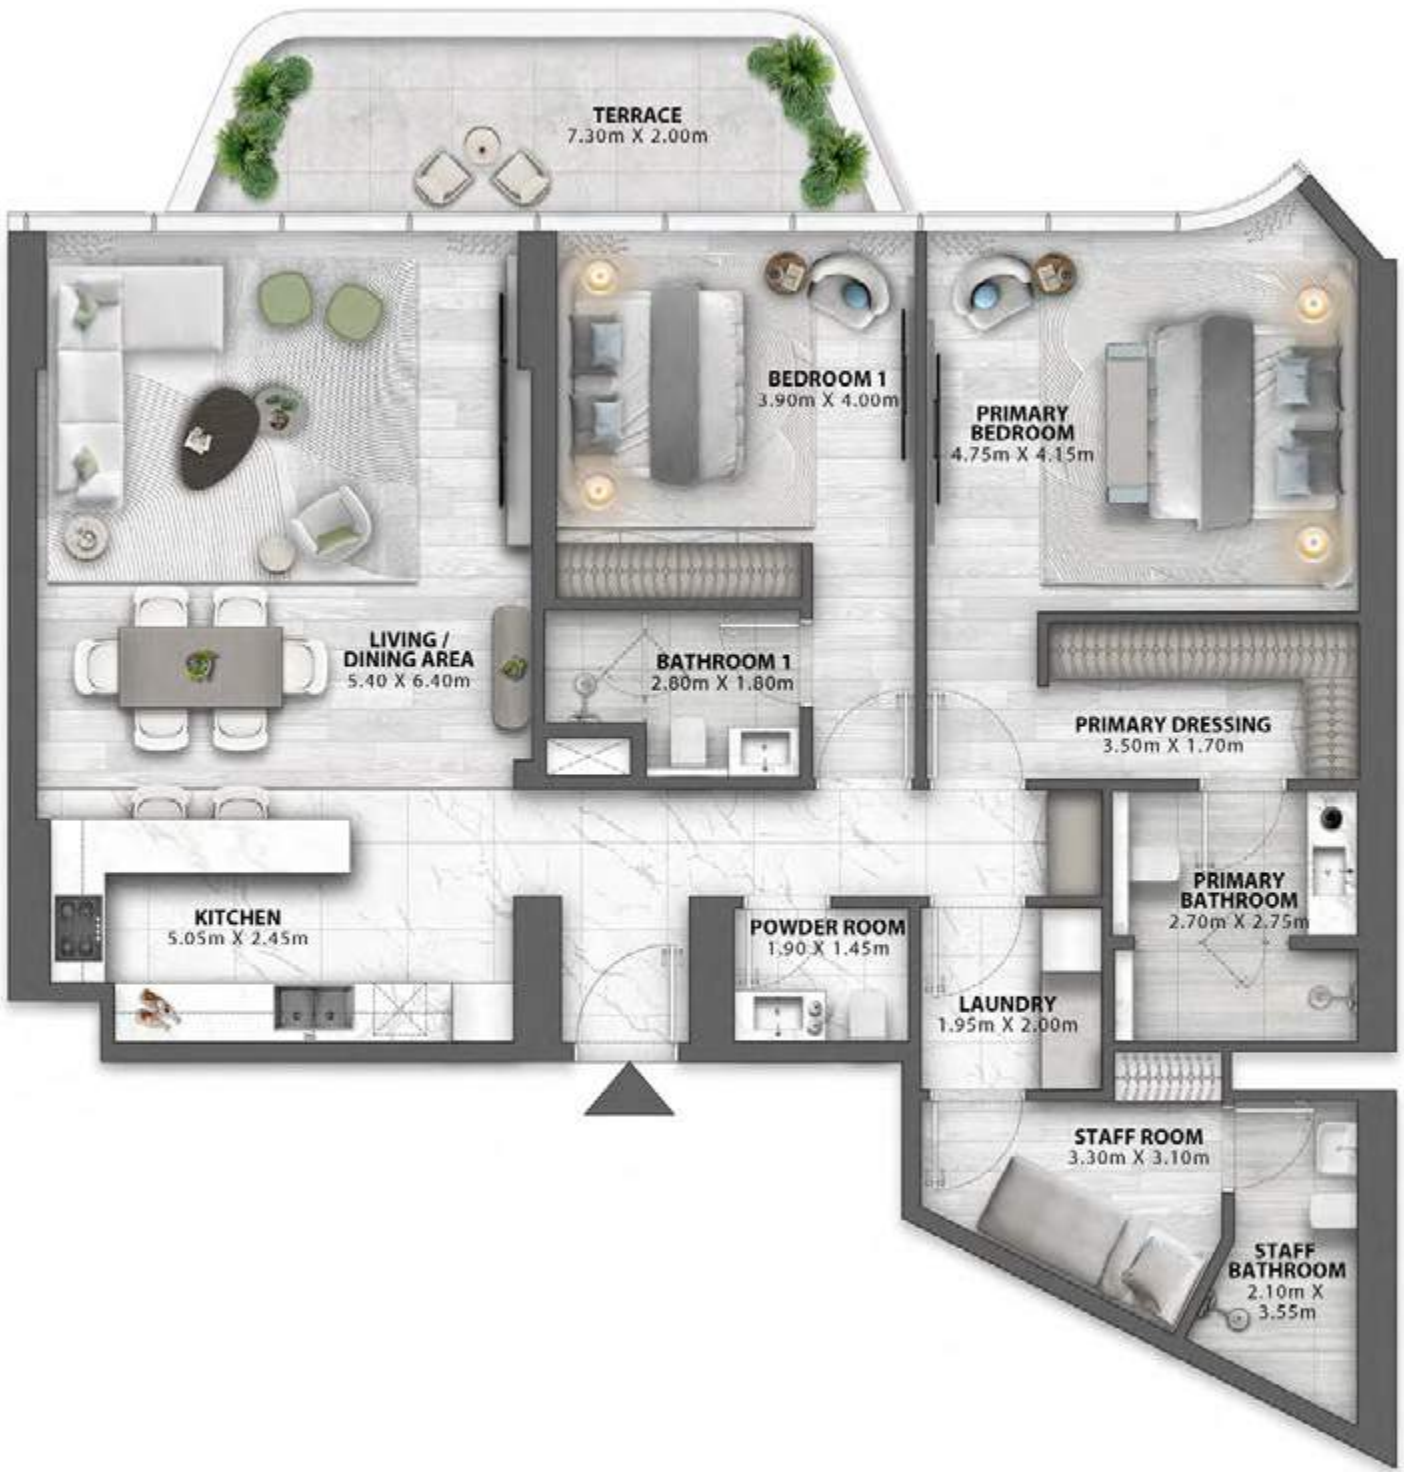 TERRACE
7.30m X 2.00m
BEDROOM 1
3.90m X 4.00m
PRIMARY
BEDROOM
4.75m X 4.15m
LIVING /
DINING AREA
5.40 X 6.40m
BATHROOM 1
2.80m X 1.80m
PRIMARY DRESSING
3.50m X 1.70m
KITCHEN
5.05m X 2.45m
POWDER ROOM
1.90 X 1.45m
PRIMARY
BATHROOM
2.70m X 2.75m
LAUNDRY
1.95m X 2.00m
STAFF ROOM
3.30m X 3.10m
STAFF
BATHROOM
2.10m X
3.55m